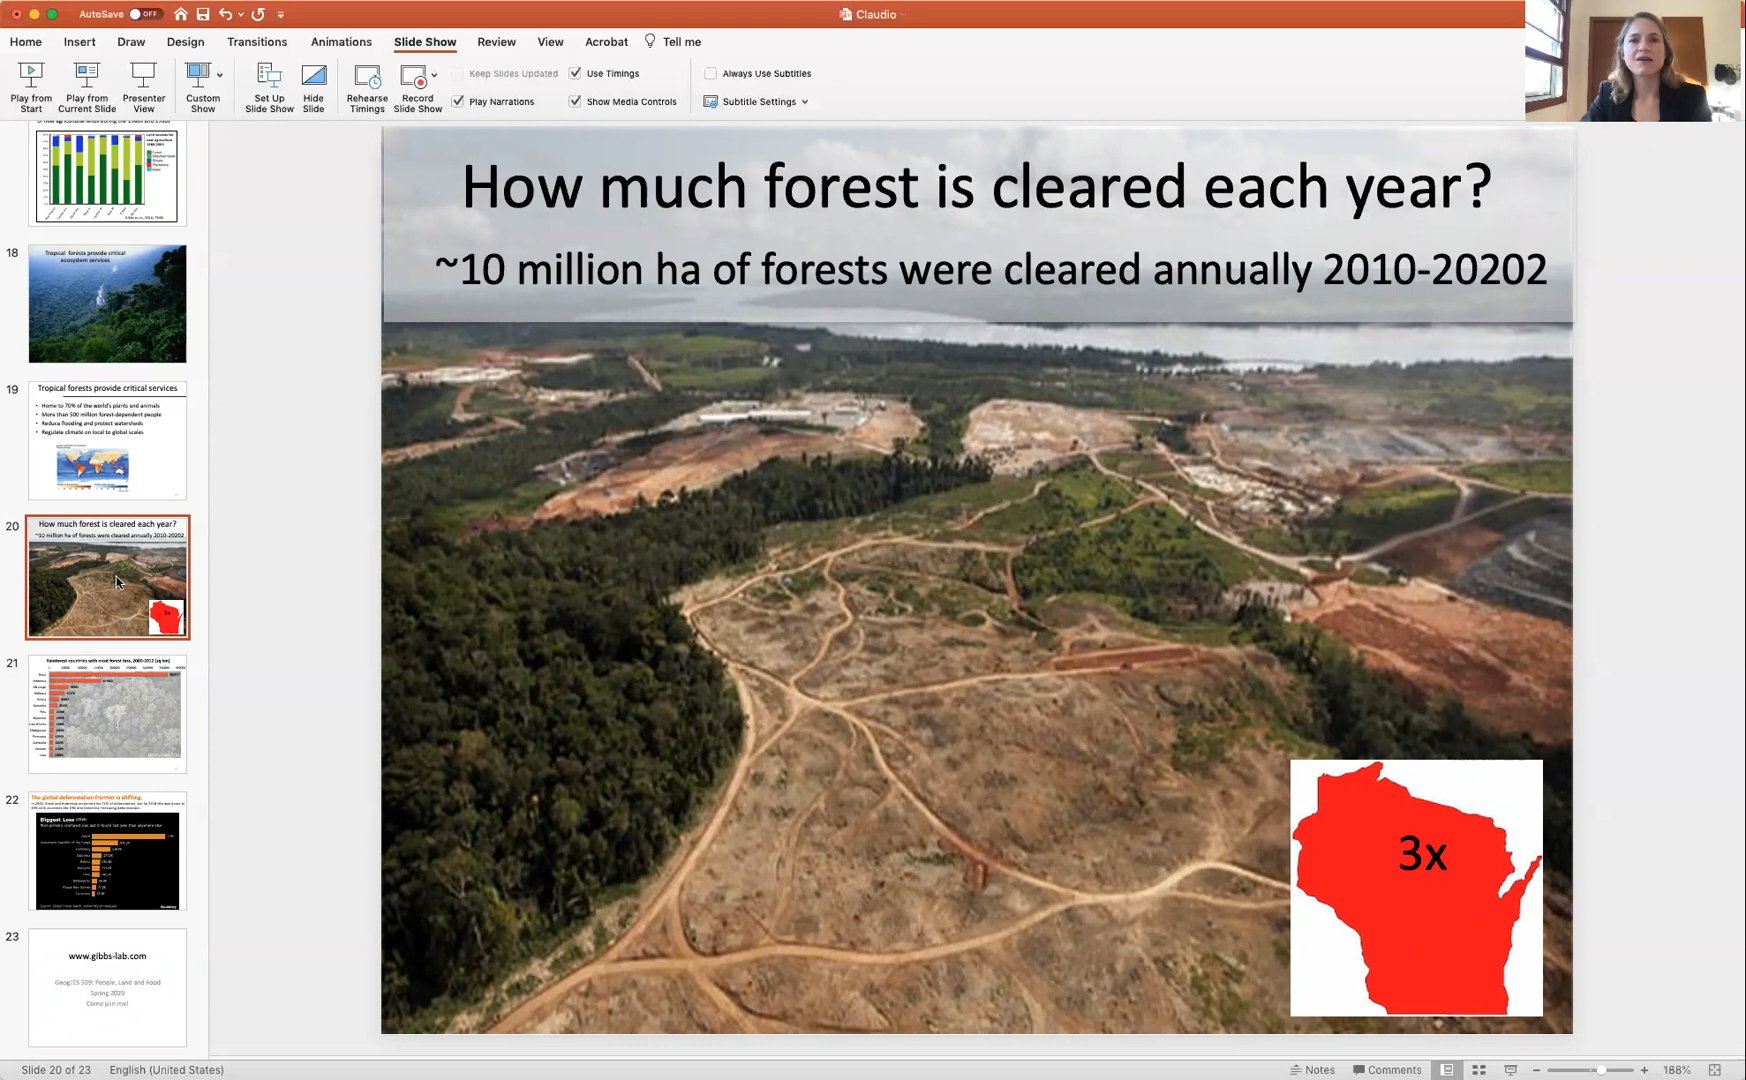 AutoSave OFF
Claudio
Home Insert Draw Design Transitions Animations Slide Show Review View Acrobat Tell me
Play from Start
Play from Current Slide
Presenter View
Custom Show
Set Up Slide Show
Hide Slide
Rehearse Timings
Record Slide Show
Keep Slides Updated
Play Narrations
Use Timings
Show Media Controls
Always Use Subtitles
Subtitle Settings
18
Tropical forests provide critical
ecosystem services
19
Tropical forests provide critical services
• Home to 70% of the world's plants and animals
• More than 500 million forest-dependent people
• Reduce flooding and protect watersheds
• Regulate climate on local to global scales
20
How much forest is cleared each year?
~10 million ha of forests were cleared annually 2010-20202
3x
21
Rainforest countries with most forest loss, 2000-2012 (sq km)
22
The global deforestation frontier is shifting.
Biggest Loss
23
www.gibbs-lab.com
Geog/ES 309: People, Land and Food
Spring 2020
Come join me!
How much forest is cleared each year?
~10 million ha of forests were cleared annually 2010-20202
3x
Slide 20 of 23 English (United States)
Notes Comments 188%